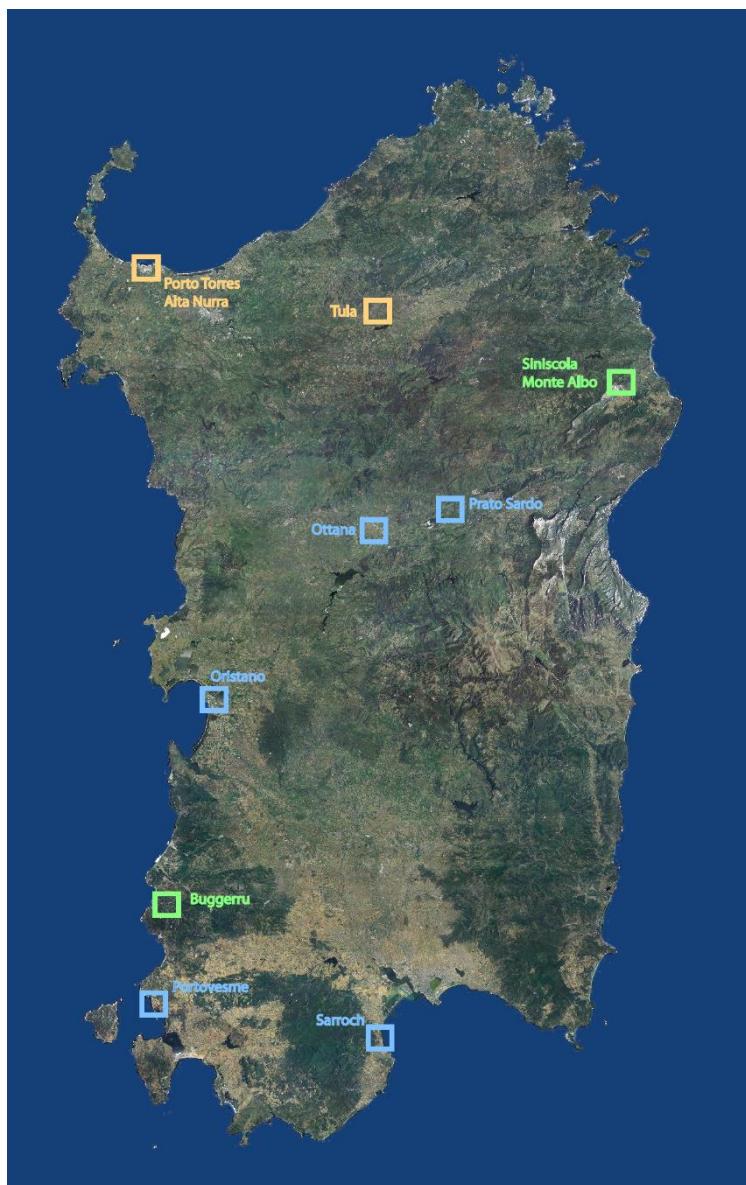 Porto Torres
Alta Nurra
Tula
Siniscola
Monte Albo
Prato Sardo
Ottana
Oristano
Buggerru
Portovesme
Sarroch